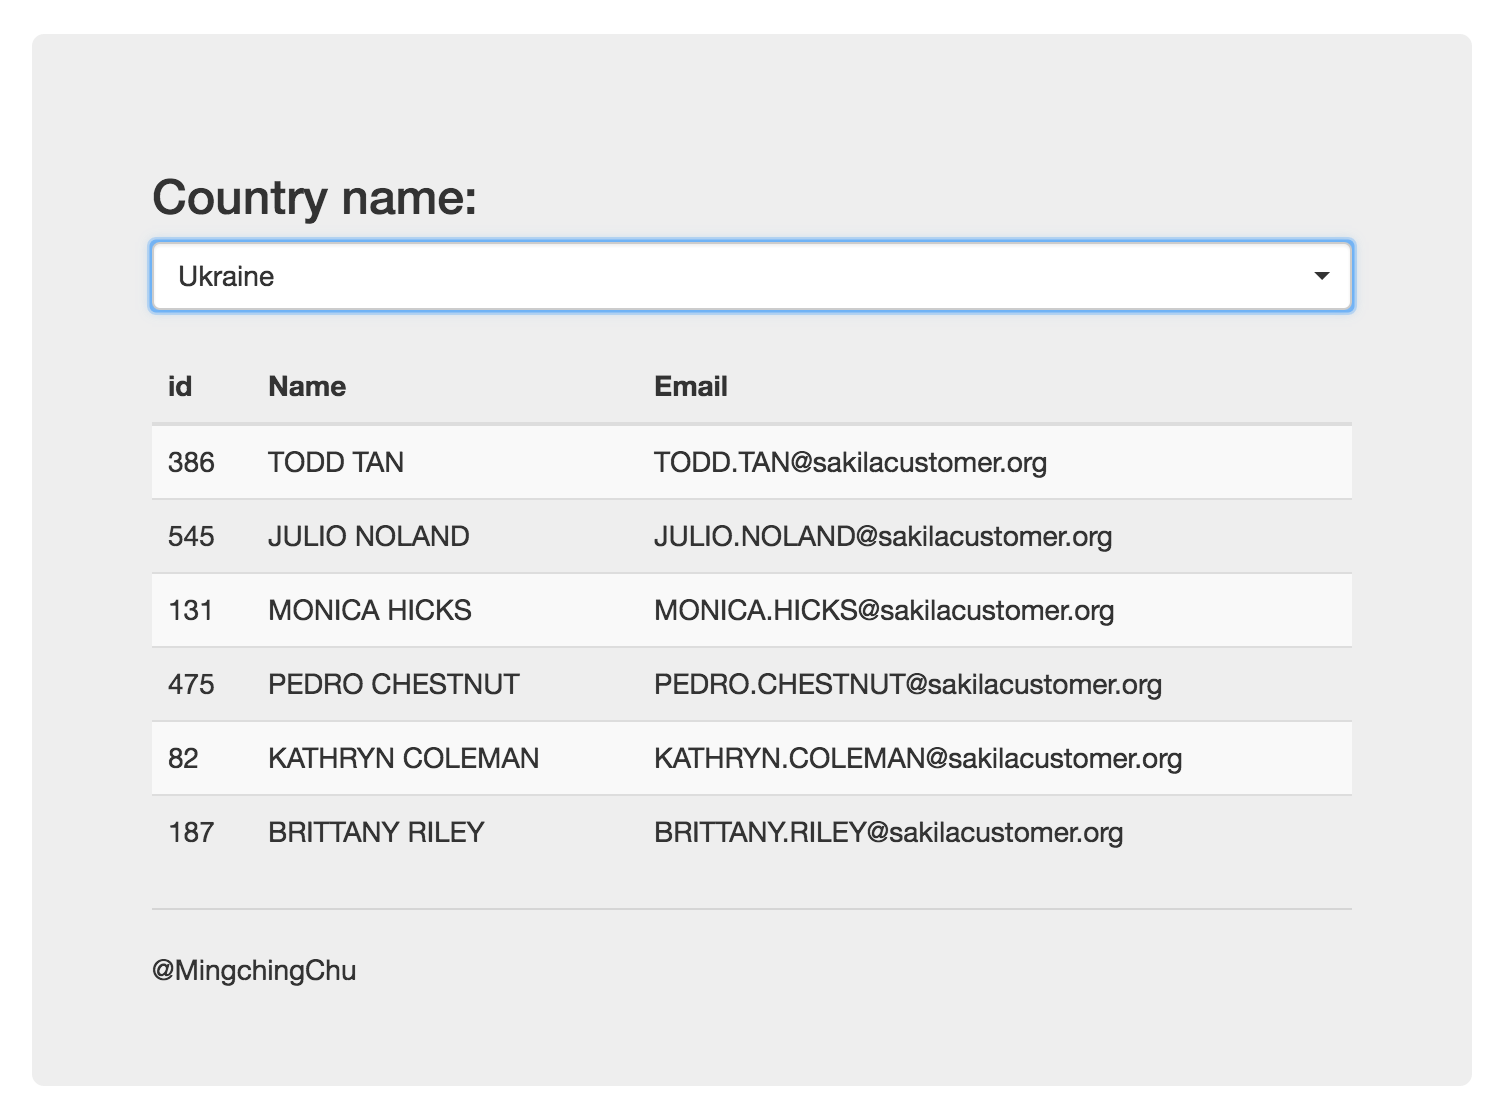 Country name:
Ukraine
id Name Email
386 TODD TAN TODD.TAN@sakilacustomer.org
545 JULIO NOLAND JULIO.NOLAND@sakilacustomer.org
131 MONICA HICKS MONICA.HICKS@sakilacustomer.org
475 PEDRO CHESTNUT PEDRO.CHESTNUT@sakilacustomer.org
82 KATHRYN COLEMAN KATHRYN.COLEMAN@sakilacustomer.org
187 BRITTANY RILEY BRITTANY.RILEY@sakilacustomer.org
@MingchingChu